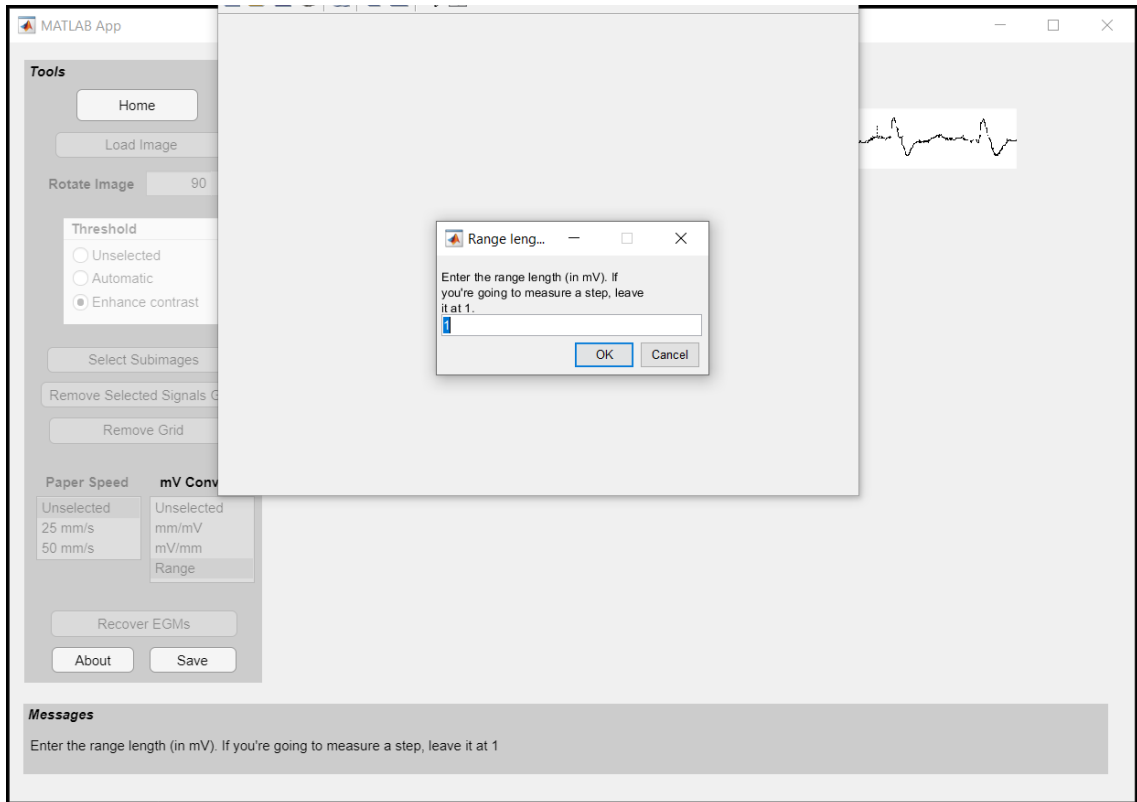 MATLAB App
Tools
Home
Load Image
Rotate Image 90
Threshold
Unselected
Automatic
Enhance contrast
Select Subimages
Remove Selected Signals
Remove Grid
Paper Speed mV Conv
Unselected Unselected
25 mm/s mm/mV
50 mm/s mV/mm
Range
Recover EGMs
About Save
Range leng...
Enter the range length (in mV). If
you're going to measure a step, leave
it at 1.
1
OK Cancel
Messages
Enter the range length (in mV). If you're going to measure a step, leave it at 1